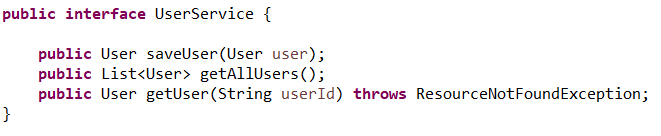 public interface UserService {
public User saveUser(User user);
public List<User> getAllUsers();
public User getUser(String userId) throws ResourceNotFoundException;
}